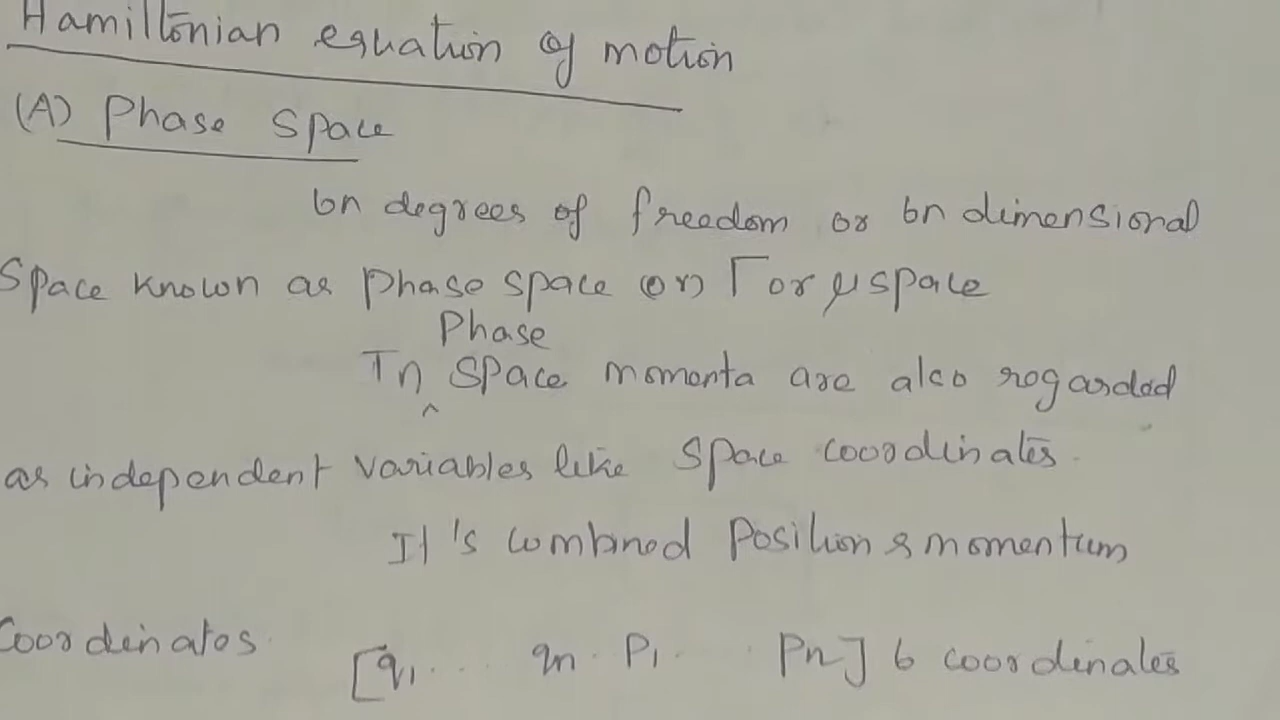 Hamiltonian equation of motion
(A) Phase Space
6n degrees of freedom or 6n dimensional
Space known as Phase space (or) Γ or μ space
Phase
In ^ Space momenta are also regarded
as independent variables like space coordinates.
It's combined Position & momentum
Coordinates. [q₁ ... qn. P₁. . . Pn] 6 coordinates